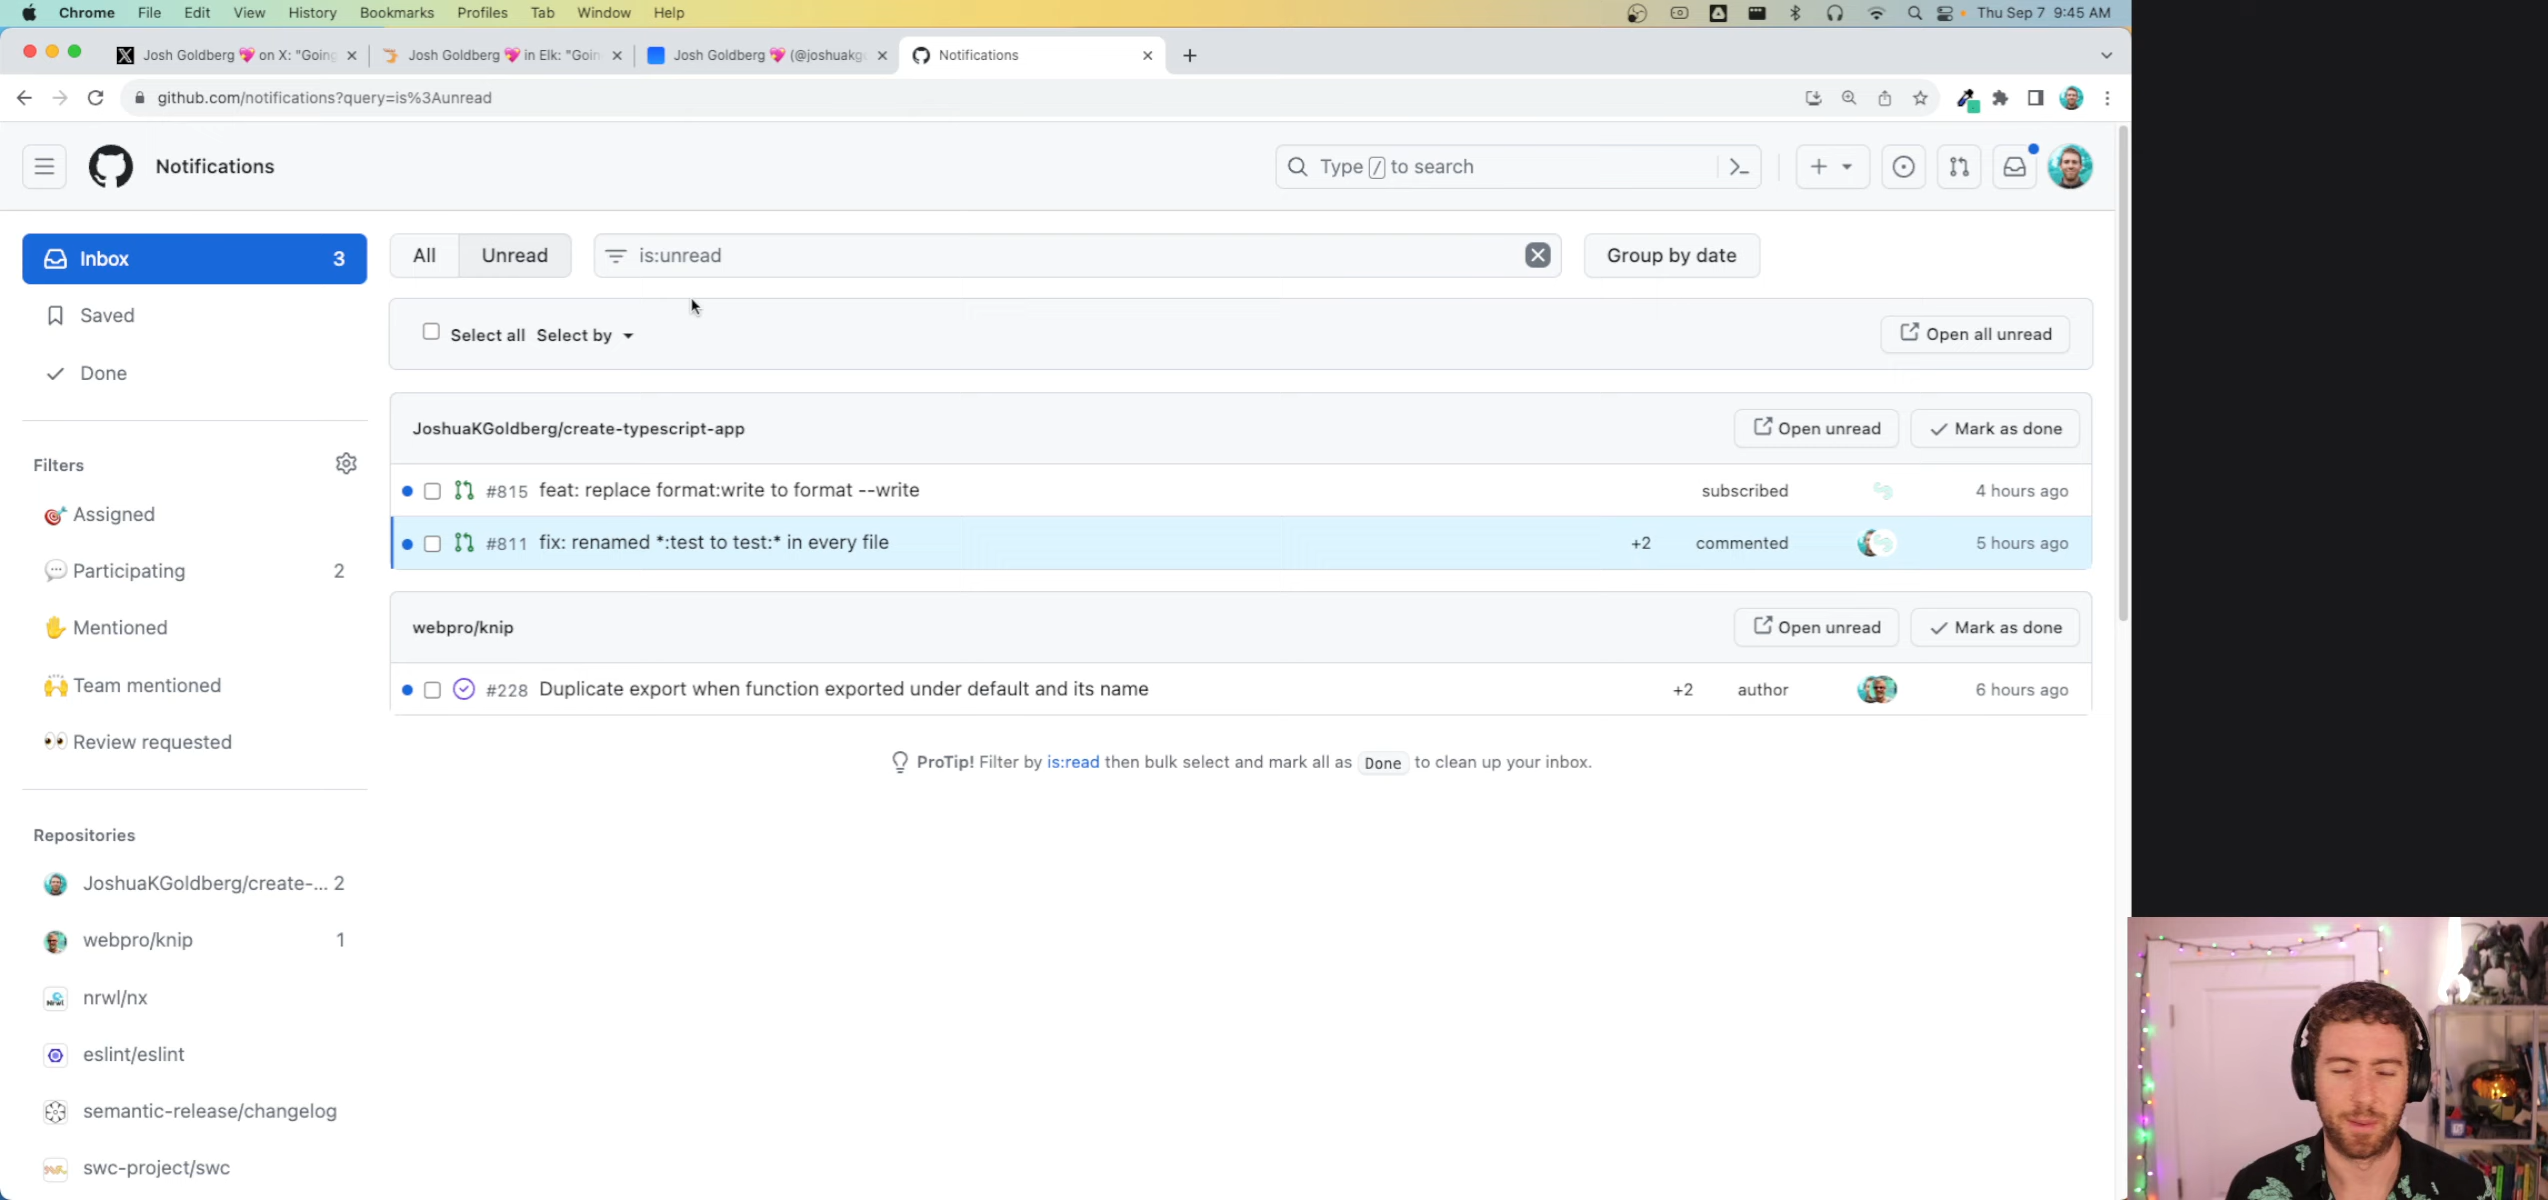 Chrome File Edit View History Bookmarks Profiles Tab Window Help Thu Sep 7 9:45 AM
Josh Goldberg 💖 on X: "Going Josh Goldberg 💖 in Elk: "Goin Josh Goldberg 💖 (@joshuakg Notifications
github.com/notifications?query=is%3Aunread
Notifications Type / to search
Inbox 3
Saved
Done
Filters
🎯 Assigned
💬 Participating 2
✋ Mentioned
🙌 Team mentioned
👀 Review requested
Repositories
JoshuaKGoldberg/create-... 2
webpro/knip 1
nrwl/nx
eslint/eslint
semantic-release/changelog
swc-project/swc
All Unread is:unread Group by date
Select all Select by Open all unread
JoshuaKGoldberg/create-typescript-app Open unread Mark as done
#815 feat: replace format:write to format --write subscribed 4 hours ago
#811 fix: renamed *:test to test:* in every file +2 commented 5 hours ago
webpro/knip Open unread Mark as done
#228 Duplicate export when function exported under default and its name +2 author 6 hours ago
ProTip! Filter by is:read then bulk select and mark all as Done to clean up your inbox.